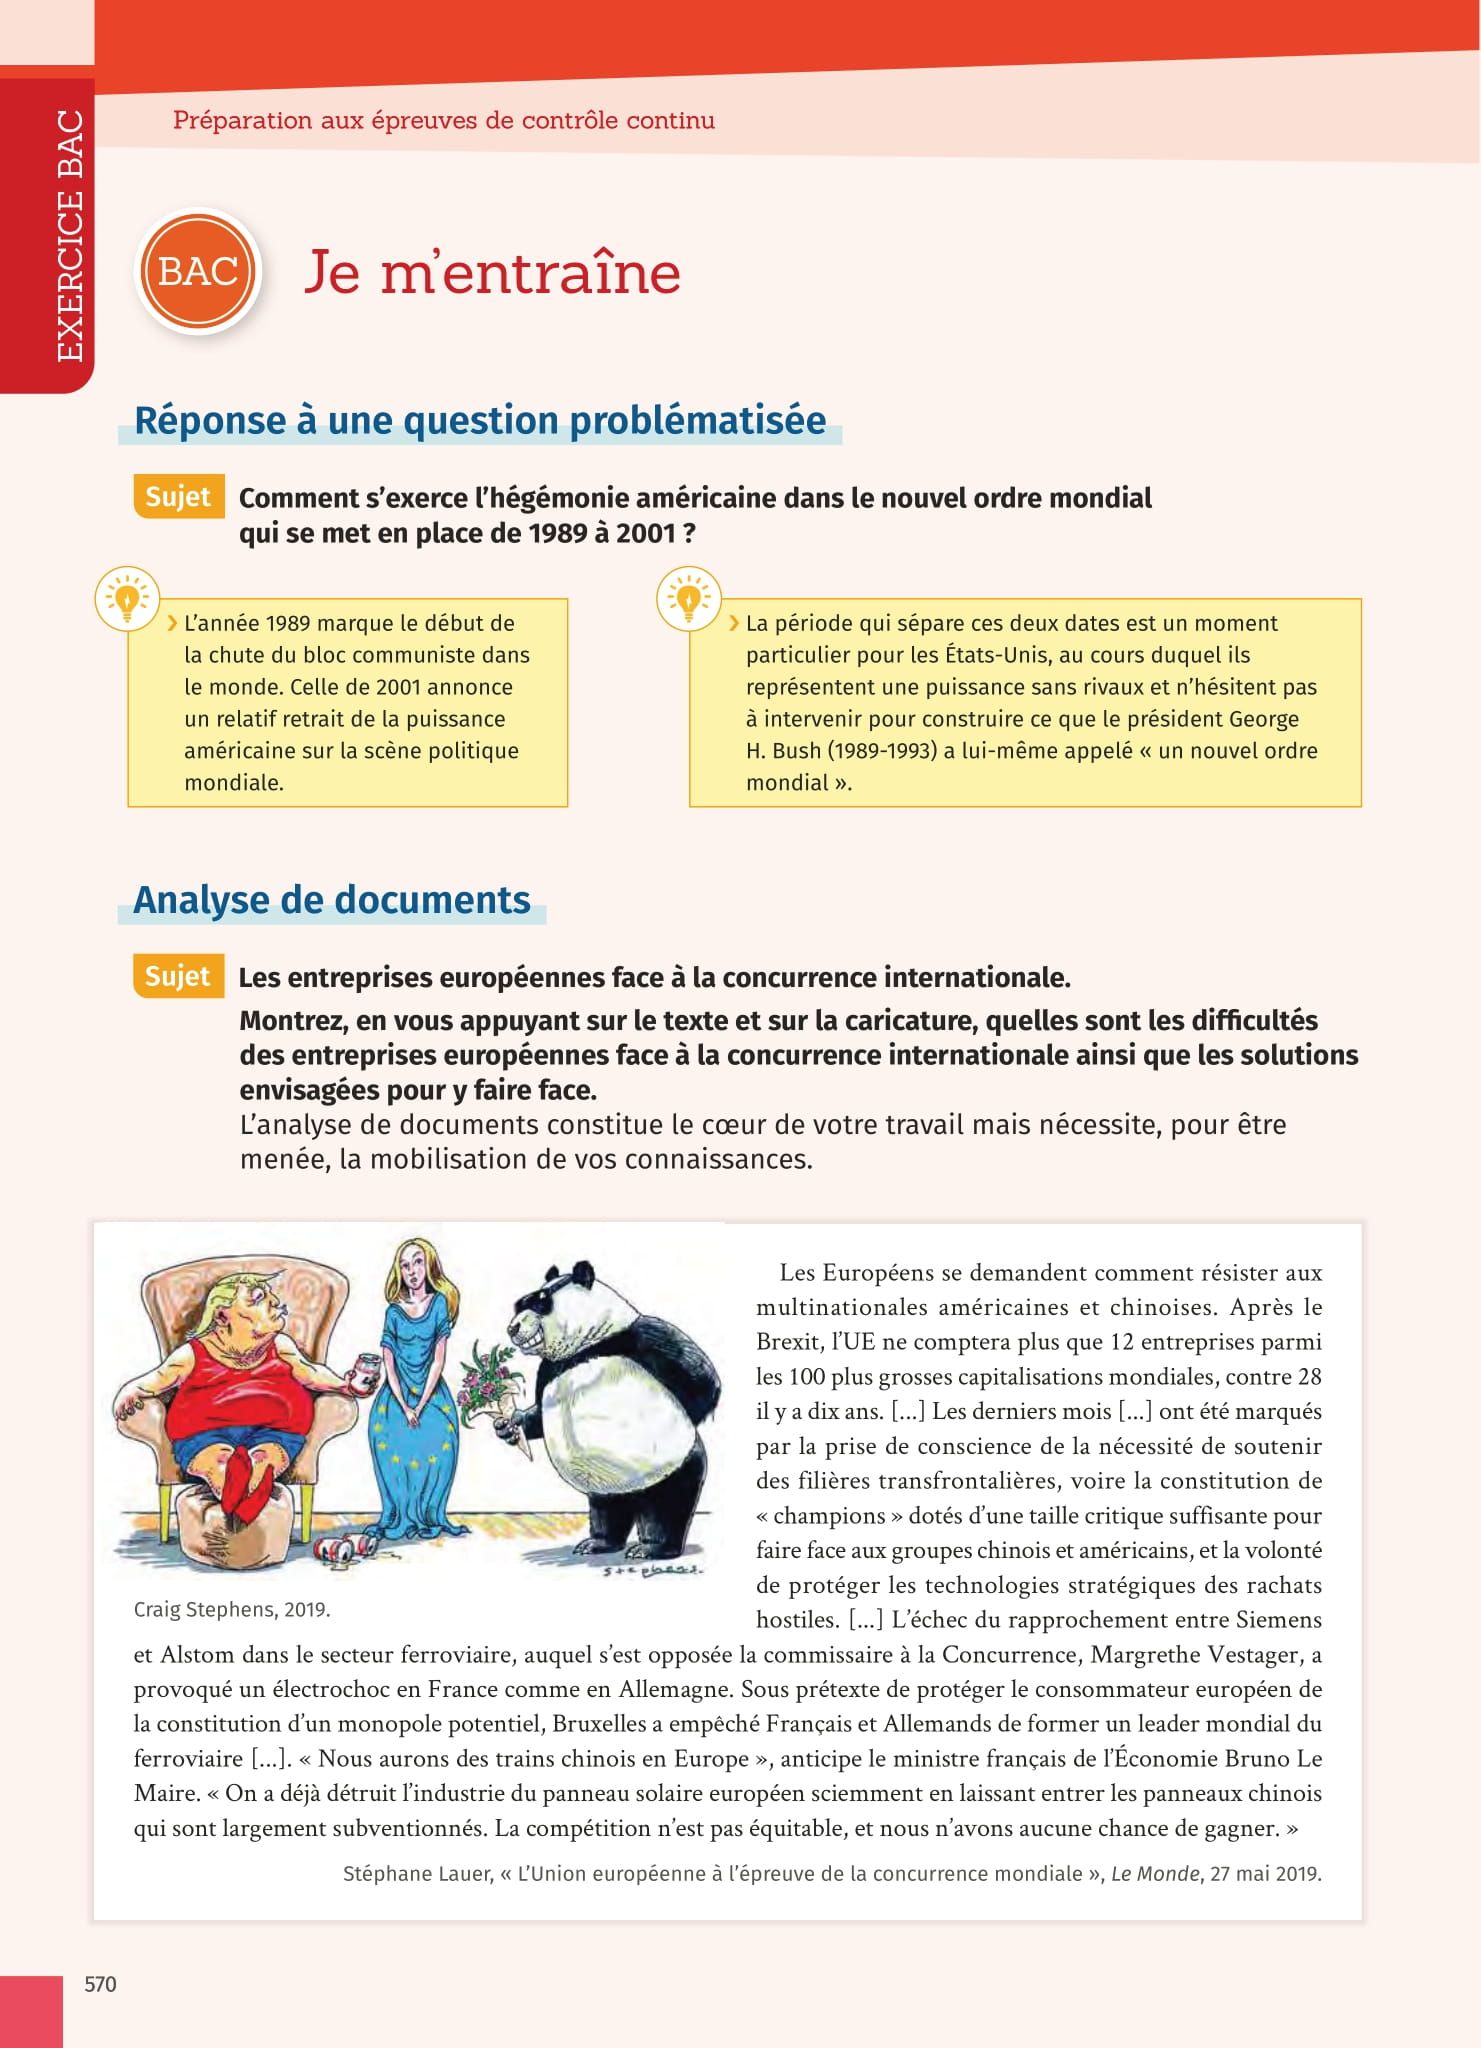 Préparation aux épreuves de contrôle continu
EXERCICE BAC
BAC
Je m'entraîne
Réponse à une question problématisée
Sujet
Comment s'exerce l'hégémonie américaine dans le nouvel ordre mondial
qui se met en place de 1989 à 2001 ?
› L'année 1989 marque le début de
la chute du bloc communiste dans
le monde. Celle de 2001 annonce
un relatif retrait de la puissance
américaine sur la scène politique
mondiale.
› La période qui sépare ces deux dates est un moment
particulier pour les États-Unis, au cours duquel ils
représentent une puissance sans rivaux et n'hésitent pas
à intervenir pour construire ce que le président George
H. Bush (1989-1993) a lui-même appelé « un nouvel ordre
mondial ».
Analyse de documents
Sujet
Les entreprises européennes face à la concurrence internationale.
Montrez, en vous appuyant sur le texte et sur la caricature, quelles sont les difficultés
des entreprises européennes face à la concurrence internationale ainsi que les solutions
envisagées pour y faire face.
L'analyse de documents constitue le cœur de votre travail mais nécessite, pour être
menée, la mobilisation de vos connaissances.
stephens.
Craig Stephens, 2019.
Les Européens se demandent comment résister aux
multinationales américaines et chinoises. Après le
Brexit, l'UE ne comptera plus que 12 entreprises parmi
les 100 plus grosses capitalisations mondiales, contre 28
il y a dix ans. [...] Les derniers mois [...] ont été marqués
par la prise de conscience de la nécessité de soutenir
des filières transfrontalières, voire la constitution de
« champions » dotés d'une taille critique suffisante pour
faire face aux groupes chinois et américains, et la volonté
de protéger les technologies stratégiques des rachats
hostiles. [...] L'échec du rapprochement entre Siemens
et Alstom dans le secteur ferroviaire, auquel s'est opposée la commissaire à la Concurrence, Margrethe Vestager, a
provoqué un électrochoc en France comme en Allemagne. Sous prétexte de protéger le consommateur européen de
la constitution d'un monopole potentiel, Bruxelles a empêché Français et Allemands de former un leader mondial du
ferroviaire [...]. « Nous aurons des trains chinois en Europe », anticipe le ministre français de l'Économie Bruno Le
Maire. « On a déjà détruit l'industrie du panneau solaire européen sciemment en laissant entrer les panneaux chinois
qui sont largement subventionnés. La compétition n'est pas équitable, et nous n'avons aucune chance de gagner. »
Stéphane Lauer, « L'Union européenne à l'épreuve de la concurrence mondiale », Le Monde, 27 mai 2019.
570